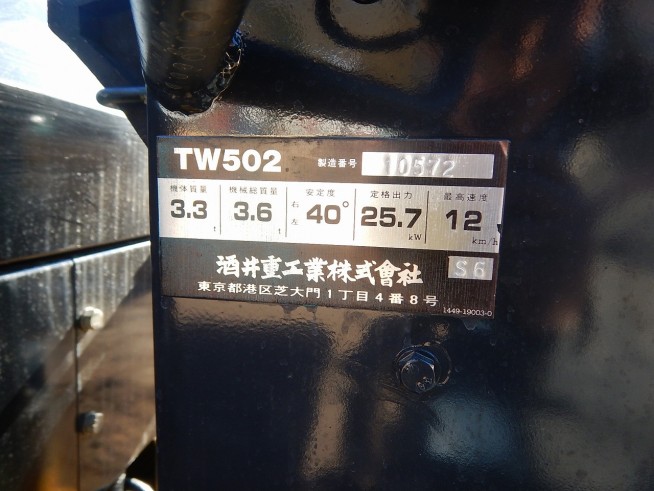 TW502 製造番号 10572
機体質量 機械総質量 安定度 定格出力 最高速度
3.3 t 3.6 t 右 左 40° 25.7 kW 12 km/h
酒井重工業株式會社 S6
東京都港区芝大門1丁目4番8号
1449-19003-0